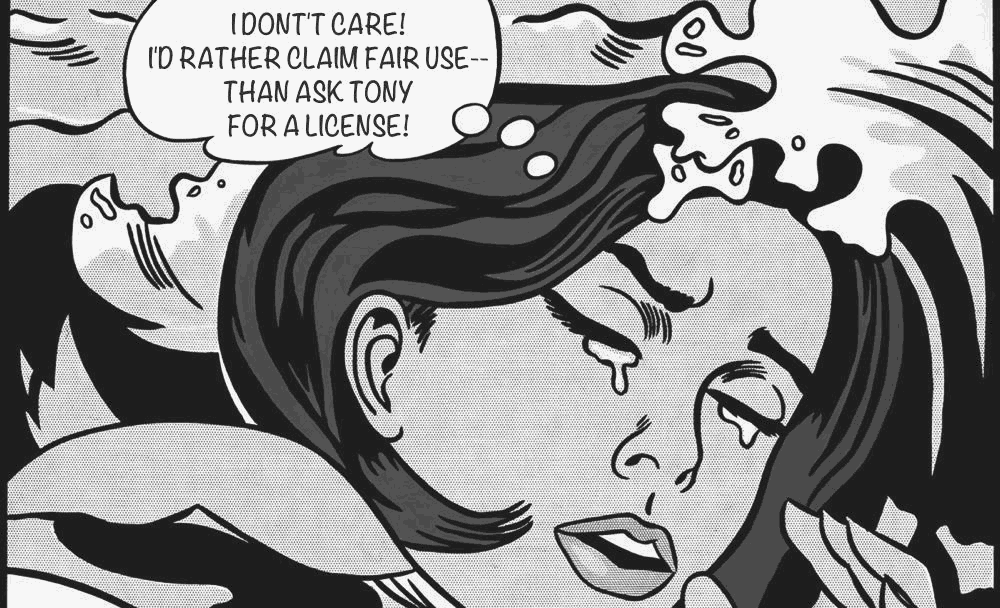 I DONT'T CARE!
I'D RATHER CLAIM FAIR USE--
THAN ASK TONY
FOR A LICENSE!